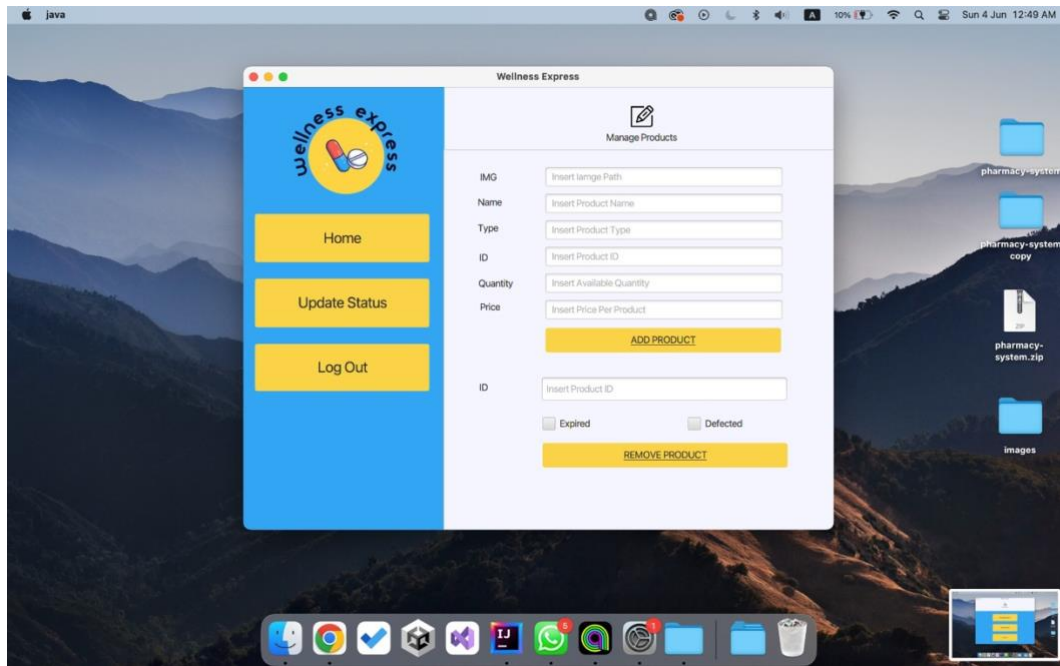 java
10%
Sun 4 Jun 12:49 AM
Wellness Express
wellness express
Home
Update Status
Log Out
Manage Products
IMG Insert Iamge Path
Name Insert Product Name
Type Insert Product Type
ID Insert Product ID
Quantity Insert Available Quantity
Price Insert Price Per Product
ADD PRODUCT
ID Insert Product ID
Expired Defected
REMOVE PRODUCT
pharmacy-system
pharmacy-system
copy
ZIP
pharmacy-
system.zip
images
A
IJ
6
1